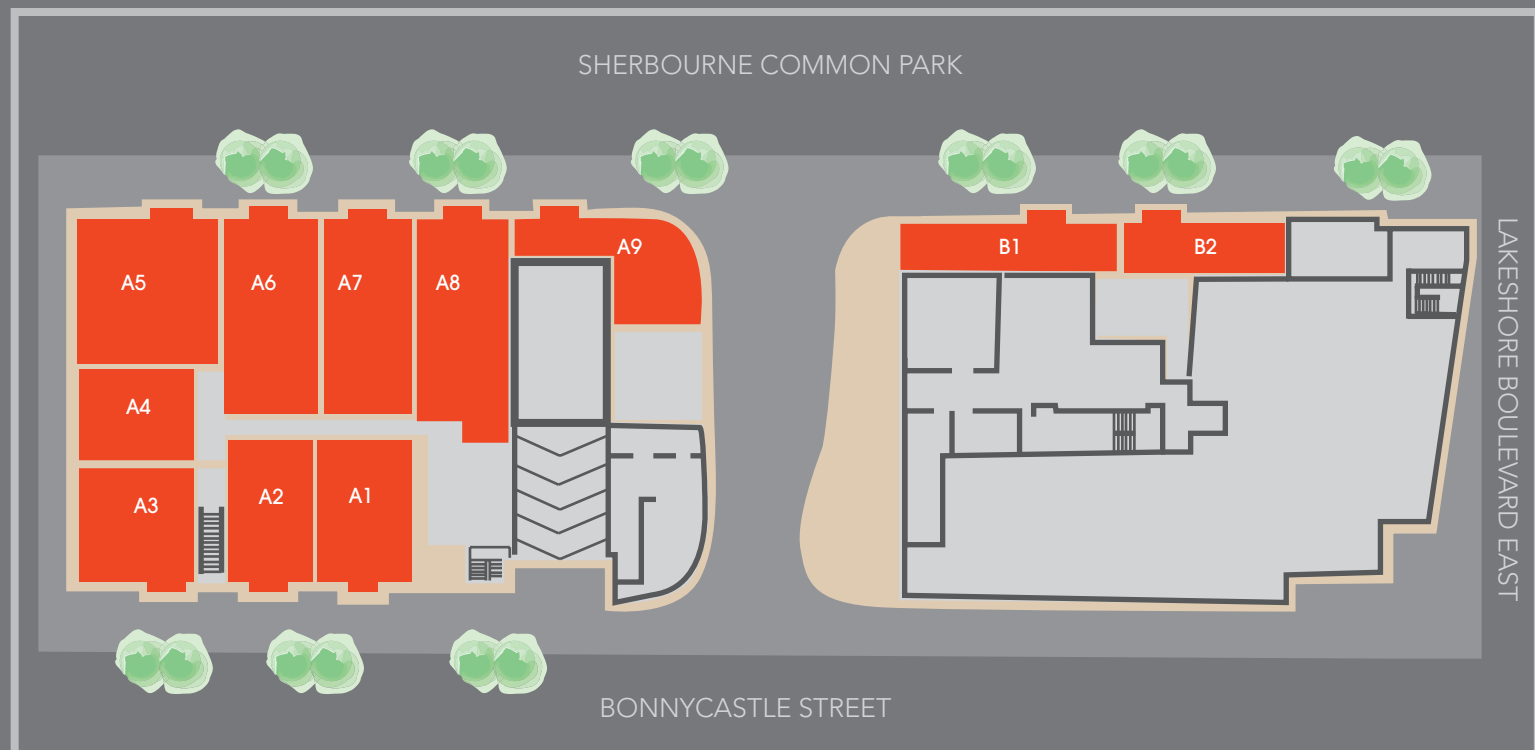 SHERBOURNE COMMON PARK
A9
B1
B2
A5
A6
A7
A8
A4
A3
A2
A1
LAKESHORE BOULEVARD EAST
BONNYCASTLE STREET